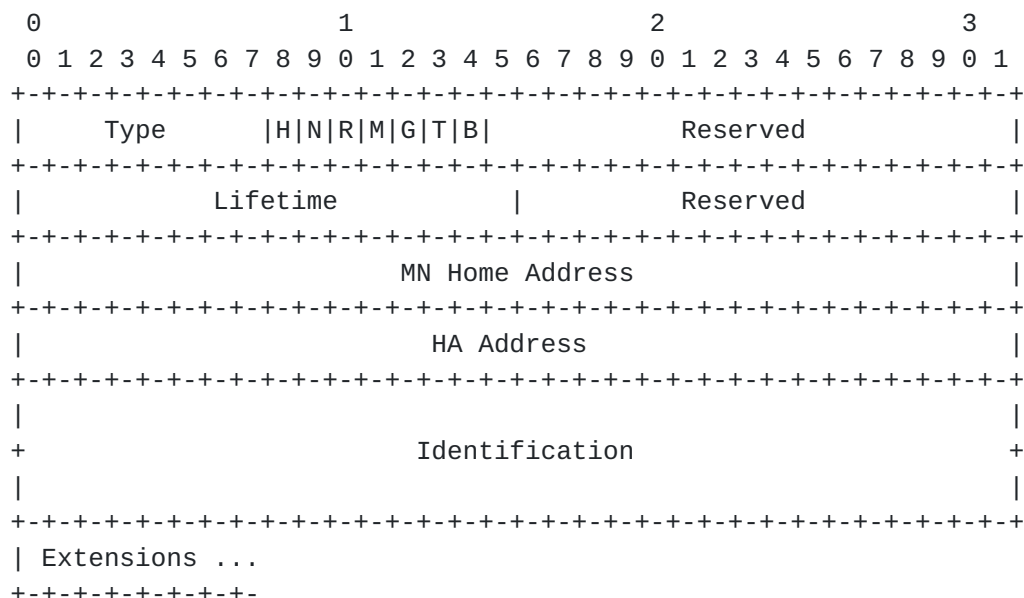 0                   1                   2                   3
 0 1 2 3 4 5 6 7 8 9 0 1 2 3 4 5 6 7 8 9 0 1 2 3 4 5 6 7 8 9 0 1
+-+-+-+-+-+-+-+-+-+-+-+-+-+-+-+-+-+-+-+-+-+-+-+-+-+-+-+-+-+-+-+-+
|     Type      |H|N|R|M|G|T|B|            Reserved             |
+-+-+-+-+-+-+-+-+-+-+-+-+-+-+-+-+-+-+-+-+-+-+-+-+-+-+-+-+-+-+-+-+
|            Lifetime           |          Reserved             |
+-+-+-+-+-+-+-+-+-+-+-+-+-+-+-+-+-+-+-+-+-+-+-+-+-+-+-+-+-+-+-+-+
|                        MN Home Address                        |
+-+-+-+-+-+-+-+-+-+-+-+-+-+-+-+-+-+-+-+-+-+-+-+-+-+-+-+-+-+-+-+-+
|                          HA Address                           |
+-+-+-+-+-+-+-+-+-+-+-+-+-+-+-+-+-+-+-+-+-+-+-+-+-+-+-+-+-+-+-+-+
|                                                               |
+                         Identification                        +
|                                                               |
+-+-+-+-+-+-+-+-+-+-+-+-+-+-+-+-+-+-+-+-+-+-+-+-+-+-+-+-+-+-+-+-+
| Extensions ...
+-+-+-+-+-+-+-+-